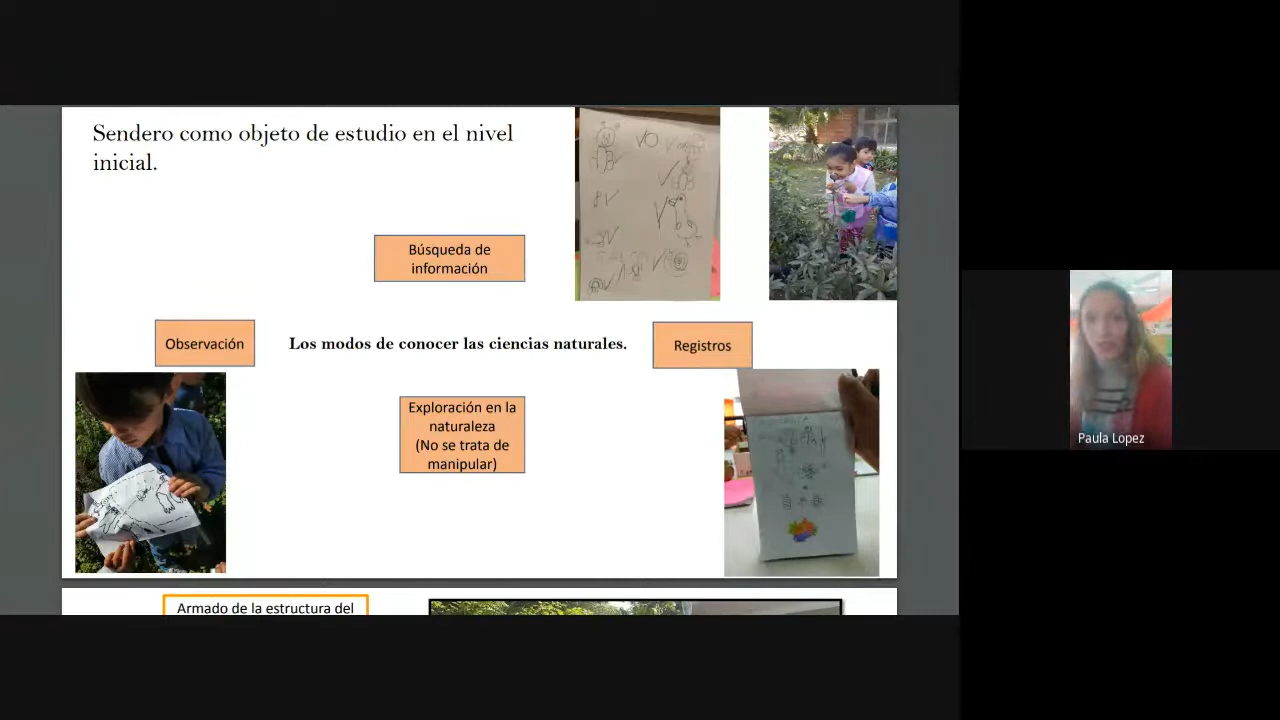 Sendero como objeto de estudio en el nivel
inicial.
Búsqueda de
información
Observación
Los modos de conocer las ciencias naturales.
Registros
Exploración en la
naturaleza
(No se trata de
manipular)
Paula Lopez
Armado de la estructura del